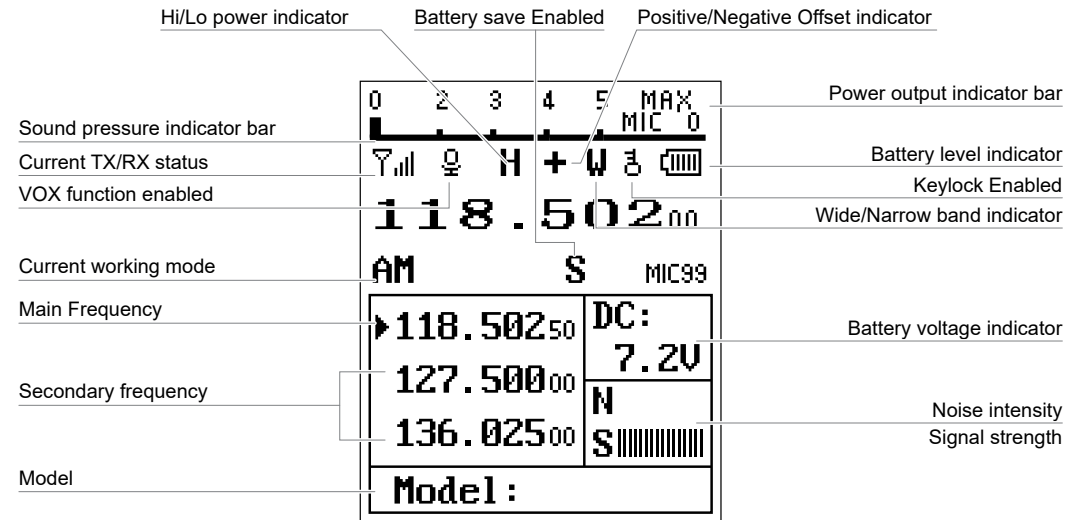 Hi/Lo power indicator Battery save Enabled Positive/Negative Offset indicator
0 2 3 4 5 MAX
Power output indicator bar
MIC 0
Sound pressure indicator bar
Current TX/RX status
H + W
Battery level indicator
Keylock Enabled
VOX function enabled
118.50200
Wide/Narrow band indicator
Current working mode
AM S MIC99
Main Frequency
118.50250
DC:
7.2V
Battery voltage indicator
127.50000
Secondary frequency
N
Noise intensity
136.02500
S
Signal strength
Model
Model: